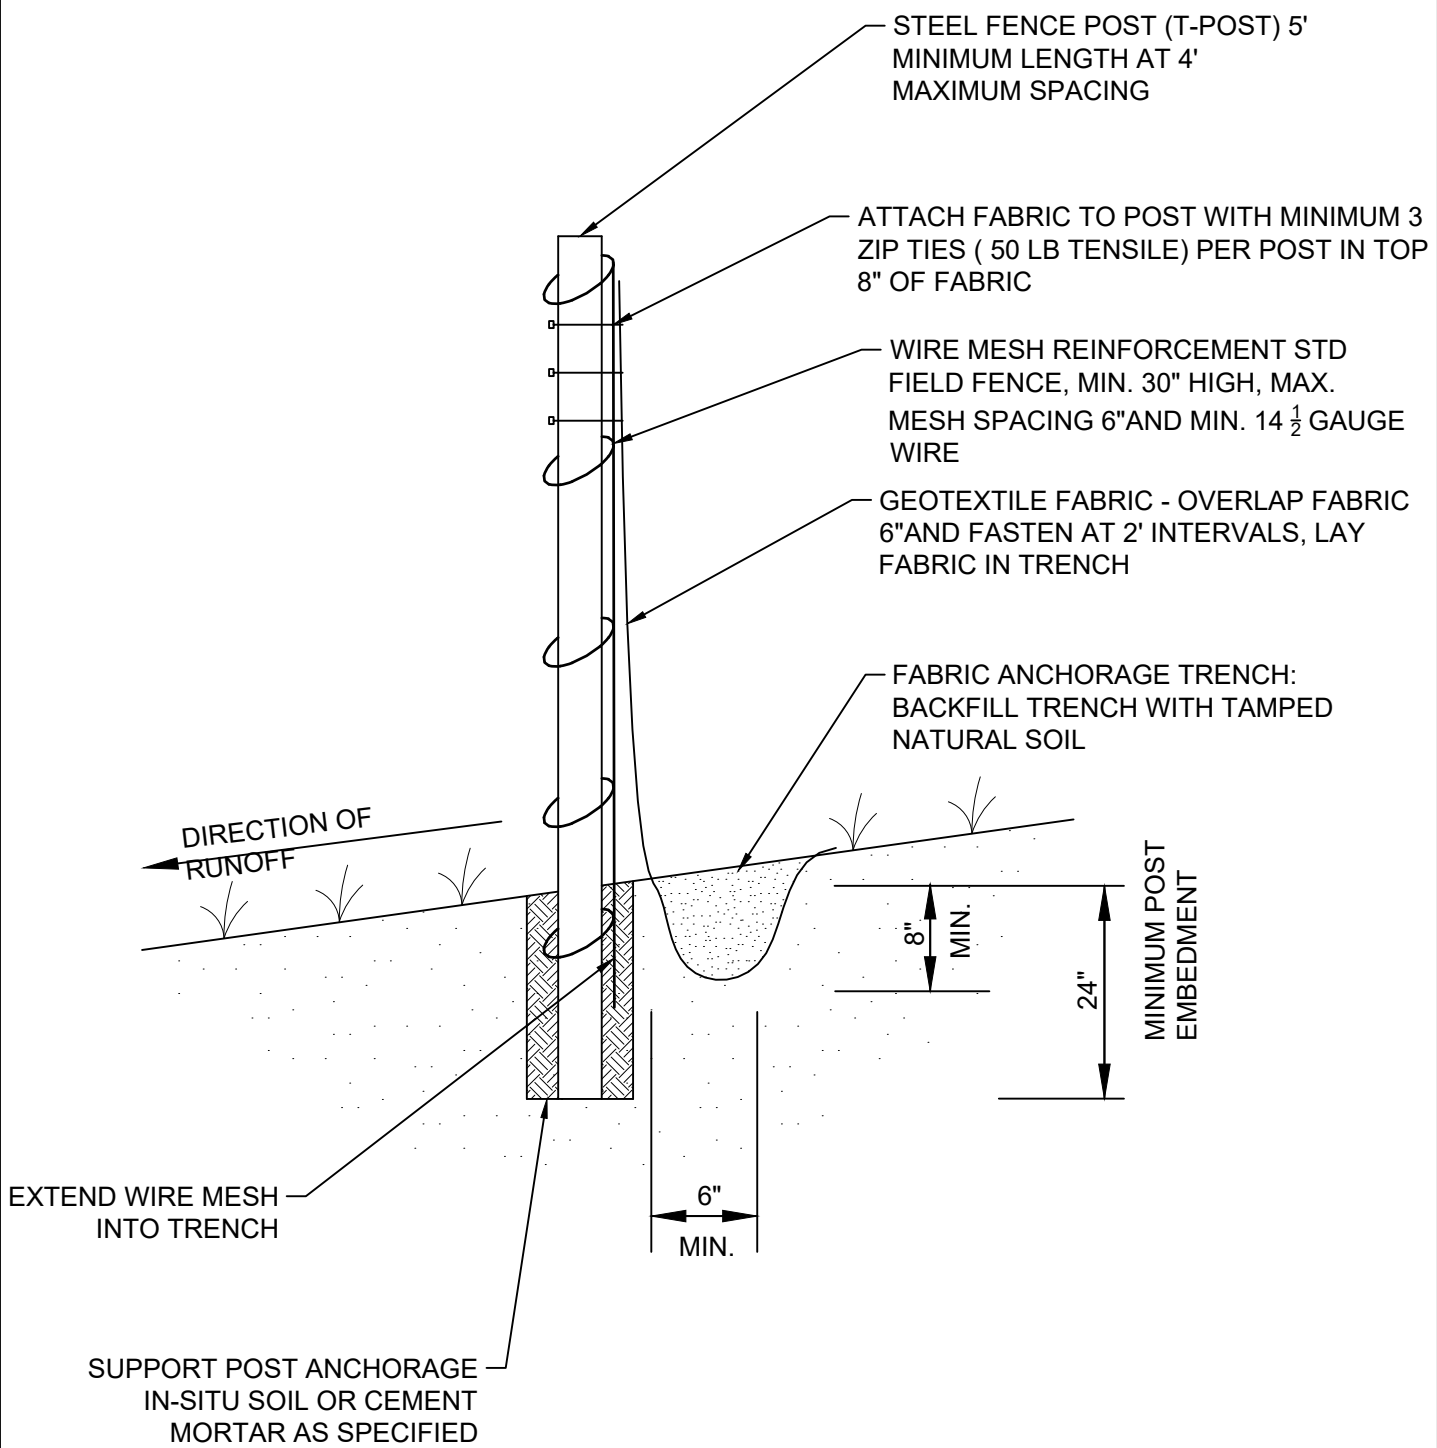 STEEL FENCE POST (T-POST) 5'
MINIMUM LENGTH AT 4'
MAXIMUM SPACING
ATTACH FABRIC TO POST WITH MINIMUM 3
ZIP TIES ( 50 LB TENSILE) PER POST IN TOP
8" OF FABRIC
WIRE MESH REINFORCEMENT STD
FIELD FENCE, MIN. 30" HIGH, MAX.
MESH SPACING 6"AND MIN. 14 1/2 GAUGE
WIRE
GEOTEXTILE FABRIC - OVERLAP FABRIC
6"AND FASTEN AT 2' INTERVALS, LAY
FABRIC IN TRENCH
FABRIC ANCHORAGE TRENCH:
BACKFILL TRENCH WITH TAMPED
NATURAL SOIL
DIRECTION OF
RUNOFF
8"
MIN.
24"
MINIMUM POST
EMBEDMENT
EXTEND WIRE MESH
INTO TRENCH
6"
MIN.
SUPPORT POST ANCHORAGE
IN-SITU SOIL OR CEMENT
MORTAR AS SPECIFIED